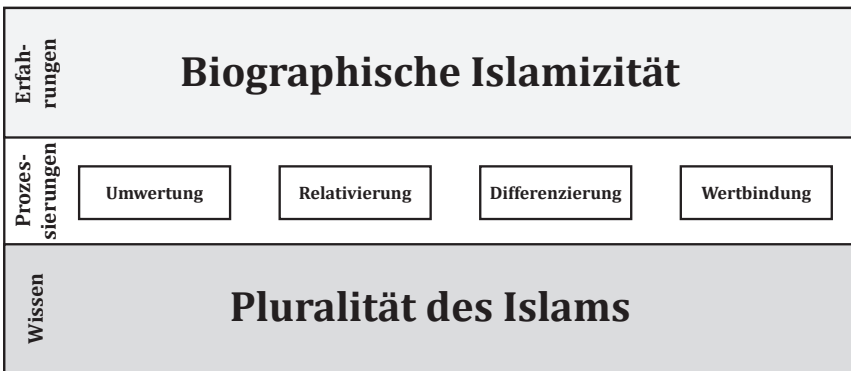 Erfah-
rungen
Biographische Islamizität
Prozes-
sierungen
Umwertung
Relativierung
Differenzierung
Wertbindung
Wissen
Pluralität des Islams